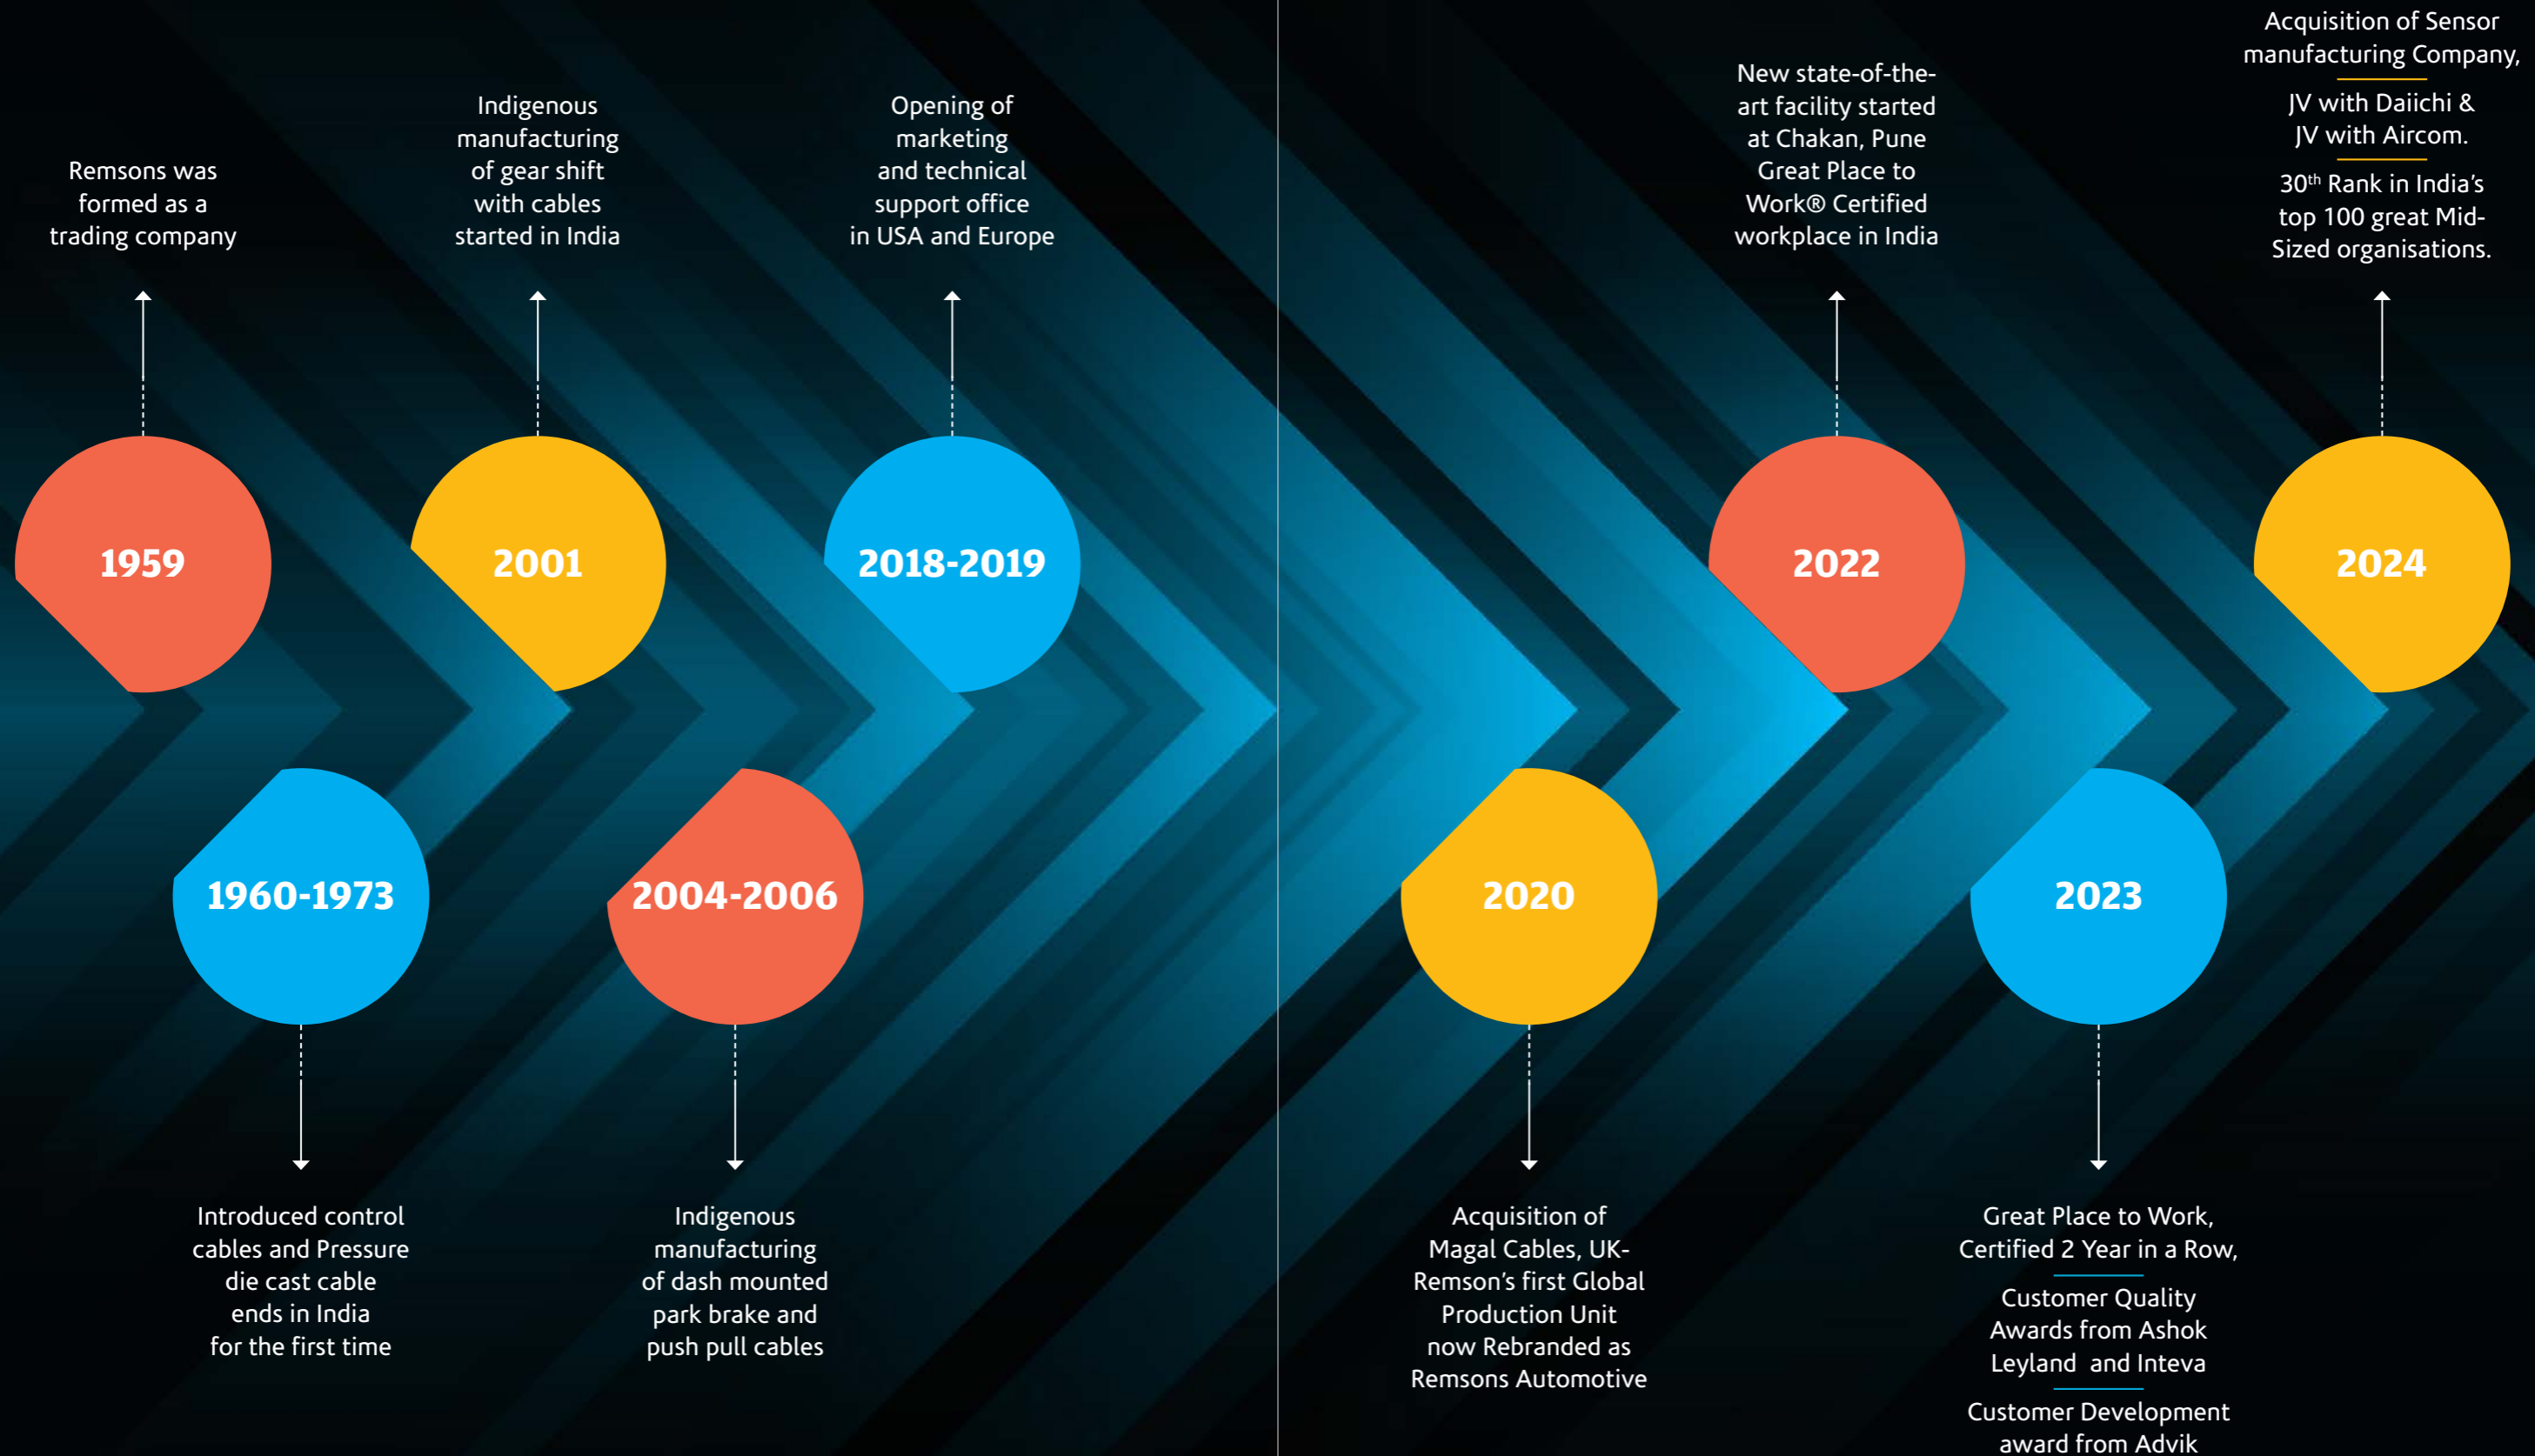 Remsons was
formed as a
trading company
1959
1960-1973
Introduced control
cables and Pressure
die cast cable
ends in India
for the first time
Indigenous
manufacturing
of gear shift
with cables
started in India
2001
2004-2006
Indigenous
manufacturing
of dash mounted
park brake and
push pull cables
Opening of
marketing
and technical
support office
in USA and Europe
2018-2019
2020
Acquisition of
Magal Cables, UK-
Remson’s first Global
Production Unit
now Rebranded as
Remsons Automotive
New state-of-the-
art facility started
at Chakan, Pune
Great Place to
Work® Certified
workplace in India
2022
2023
Great Place to Work,
Certified 2 Year in a Row,
Customer Quality
Awards from Ashok
Leyland and Inteva
Customer Development
award from Advik
Acquisition of Sensor
manufacturing Company,
JV with Daiichi &
JV with Aircom.
30th Rank in India’s
top 100 great Mid-
Sized organisations.
2024